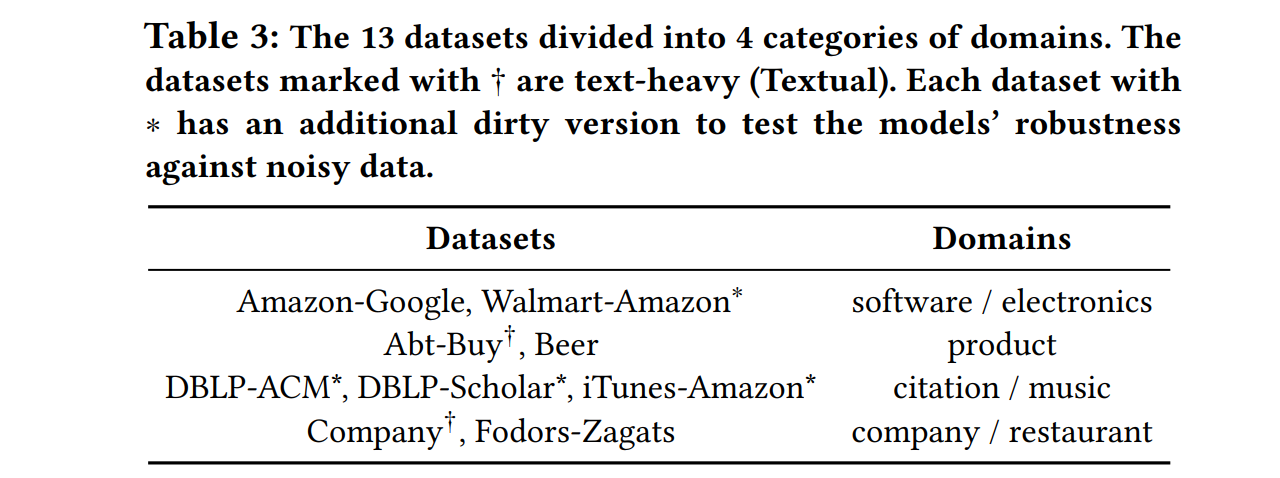 Table 3: The 13 datasets divided into 4 categories of domains. The
datasets marked with † are text-heavy (Textual). Each dataset with
* has an additional dirty version to test the models’ robustness
against noisy data.
Datasets Domains
Amazon-Google, Walmart-Amazon* software / electronics
Abt-Buy†, Beer product
DBLP-ACM*, DBLP-Scholar*, iTunes-Amazon* citation / music
Company†, Fodors-Zagats company / restaurant